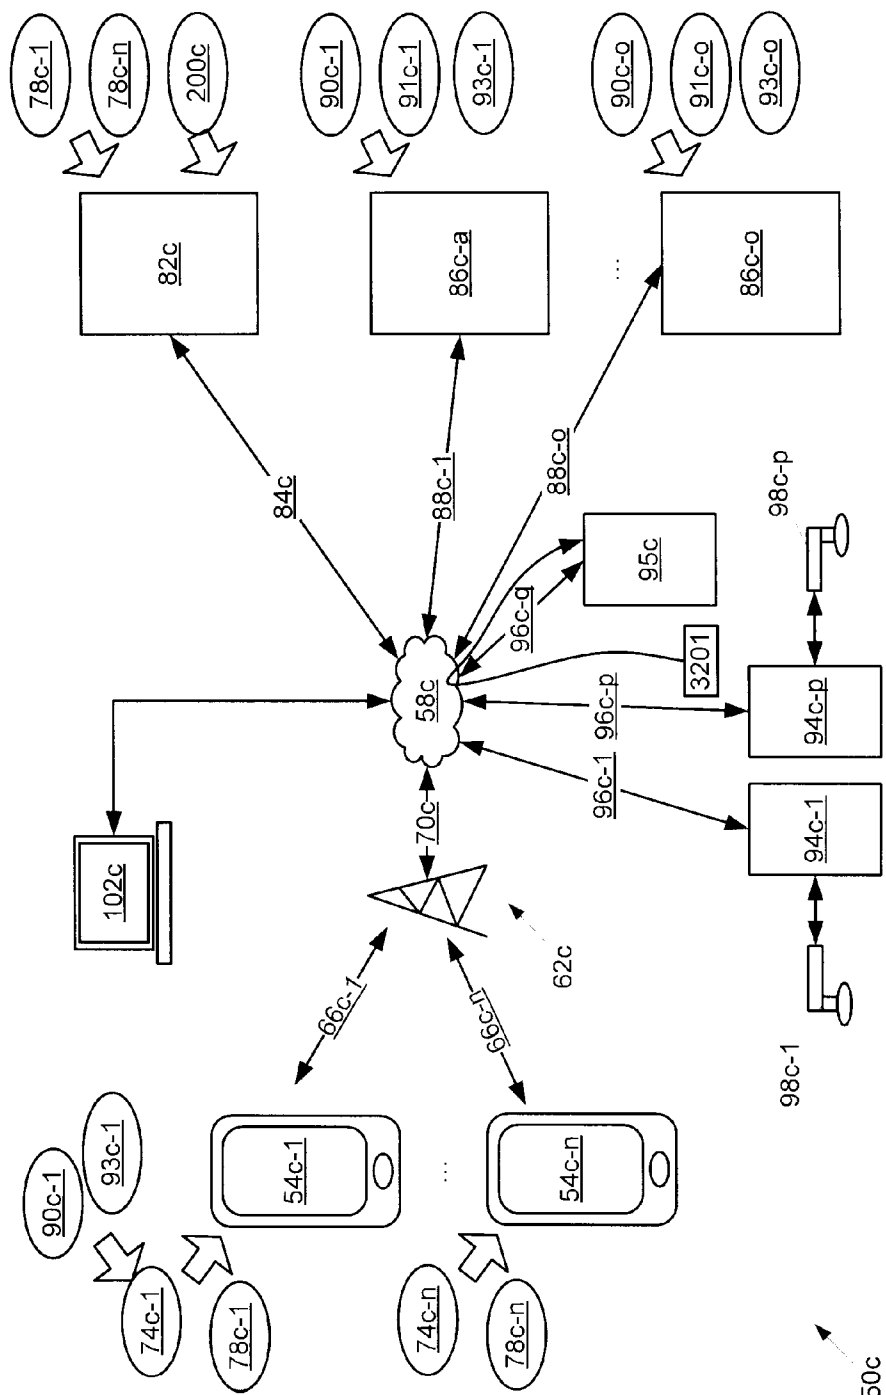 78c-1
90c-1
93c-1
102c
78c-n
74c-1
82c
200c
78c-1
84c
54c-1
90c-1
66c-1
91c-1
74c-n
70c
58c
88c-1
...
86c-a
66c-n
93c-1
78c-n
96c-q
88c-o
54c-n
62c
96c-1
96c-p
...
90c-o
95c
3201
91c-o
86c-o
93c-o
98c-1
98c-p
94c-1
94c-p
50c